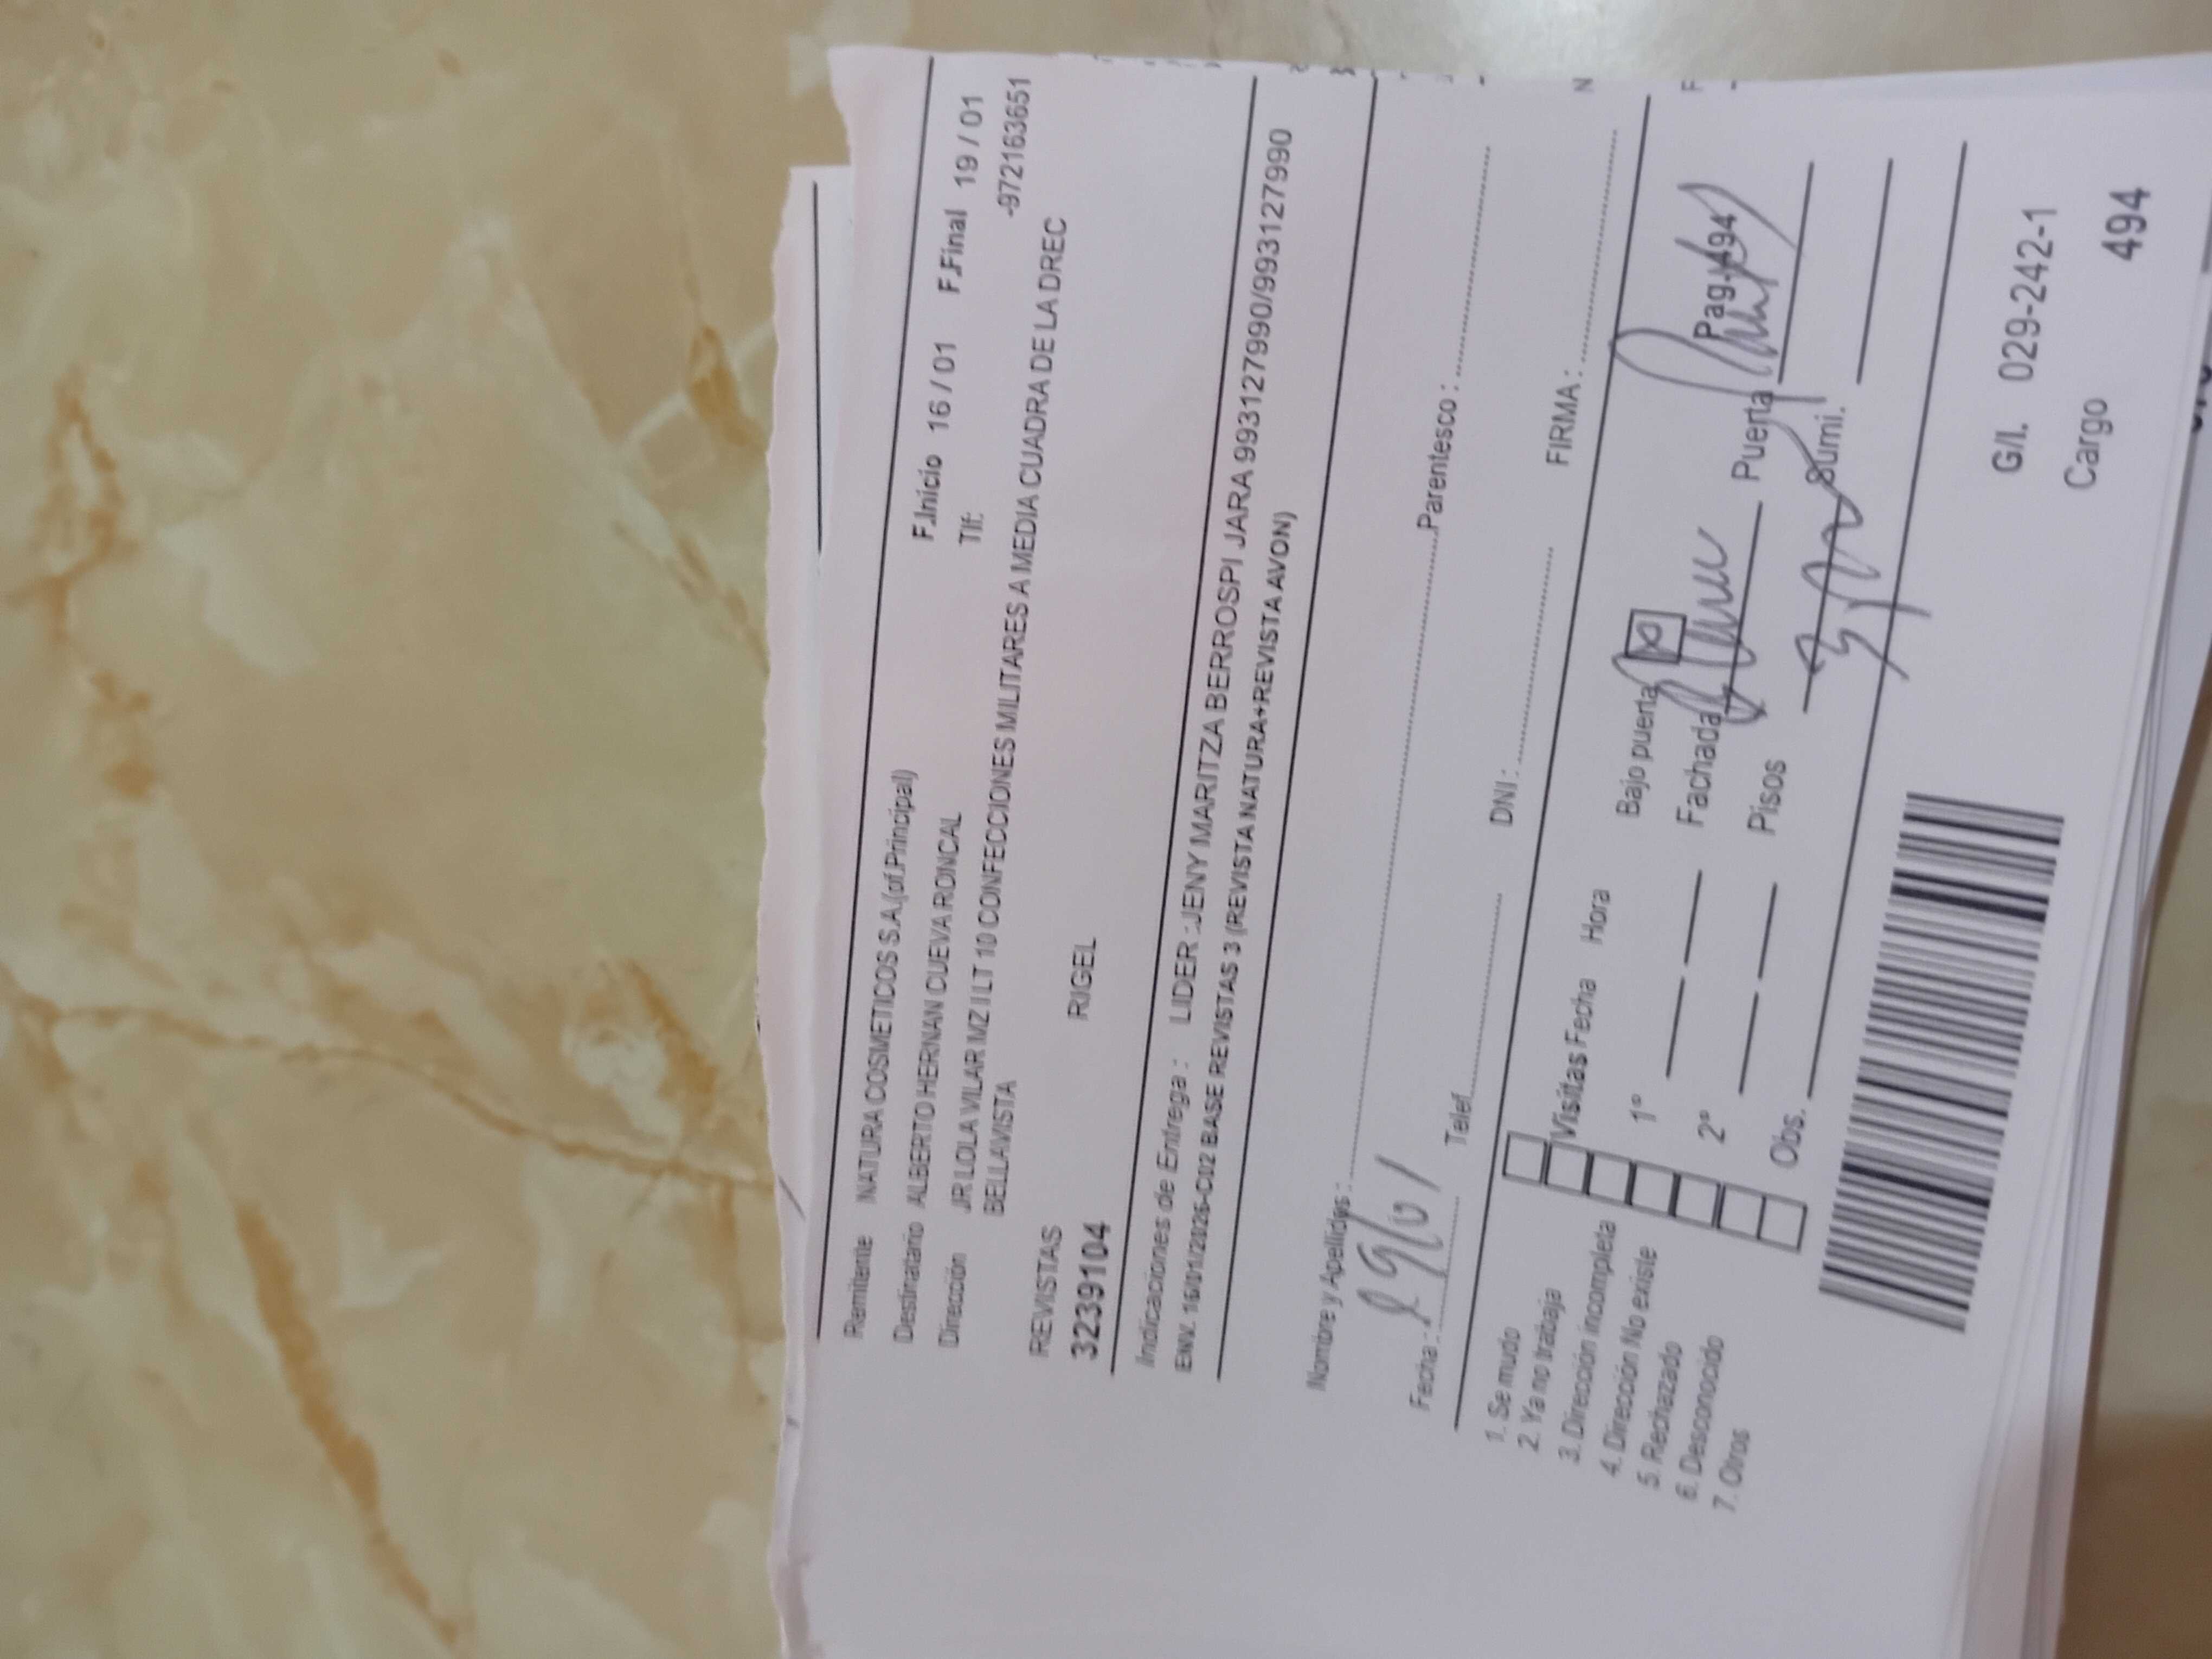 Remitente NATURA COSMETICOS S.A.(of.Principal)
Destinatario ALBERTO HERNAN CUEVA RONCAL F.Inicio 16 / 01 F.Final 19 / 01
Dirección JR LOLA VILAR MZ I LT 10 CONFECCIONES MILITARES A MEDIA CUADRA DE LA DREC Tlf: -972163651
BELLAVISTA
REVISTAS
3239104 RIGEL
Indicaciones de Entrega : LIDER : JENY MARITZA BERROSPI JARA 993127990/993127990
ENV. 16/01/2026-C02 BASE REVISTAS 3 (REVISTA NATURA+REVISTA AVON)
Nombre y Apellidos : Parentesco :
Fecha : Telef. DNI : FIRMA :
1. Se mudo
2. Ya no trabaja
3. Dirección incompleta
4. Dirección No existe
5. Rechazado
6. Desconocido
7. Otros
Visitas Fecha Hora
1°
2°
Obs.
Bajo puerta
Fachada Puerta Pag.:494
Pisos Sumi.
G/I. 029-242-1
Cargo 494